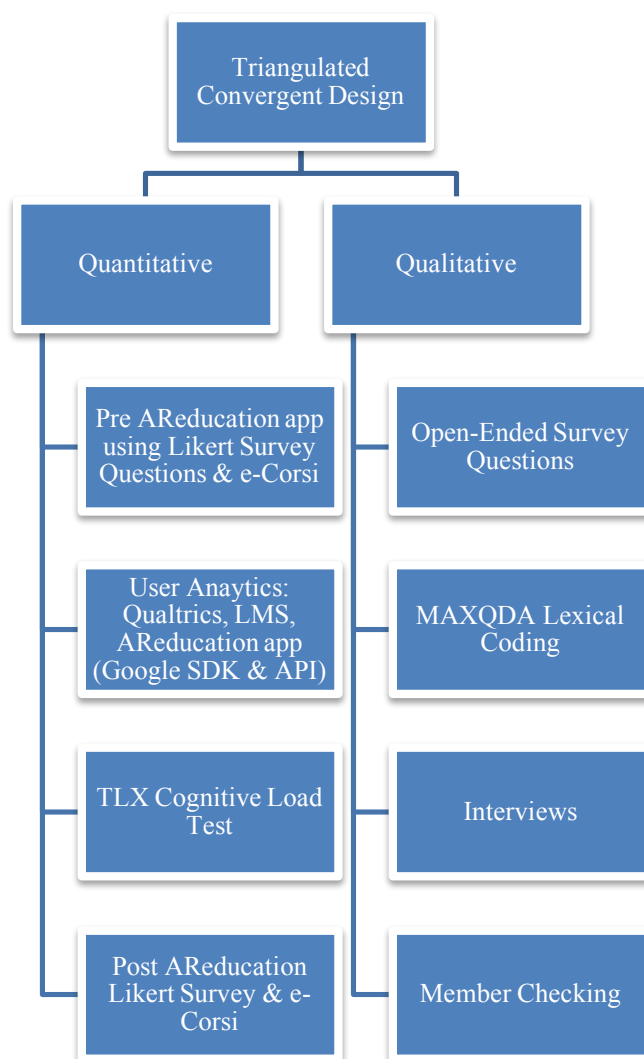 Triangulated
Convergent Design
Quantitative
Qualitative
Pre AReducation app
using Likert Survey
Questions & e-Corsi
User Anaytics:
Qualtrics, LMS,
AReducation app
(Google SDK & API)
TLX Cognitive Load
Test
Post AReducation
Likert Survey & e-
Corsi
Open-Ended Survey
Questions
MAXQDA Lexical
Coding
Interviews
Member Checking